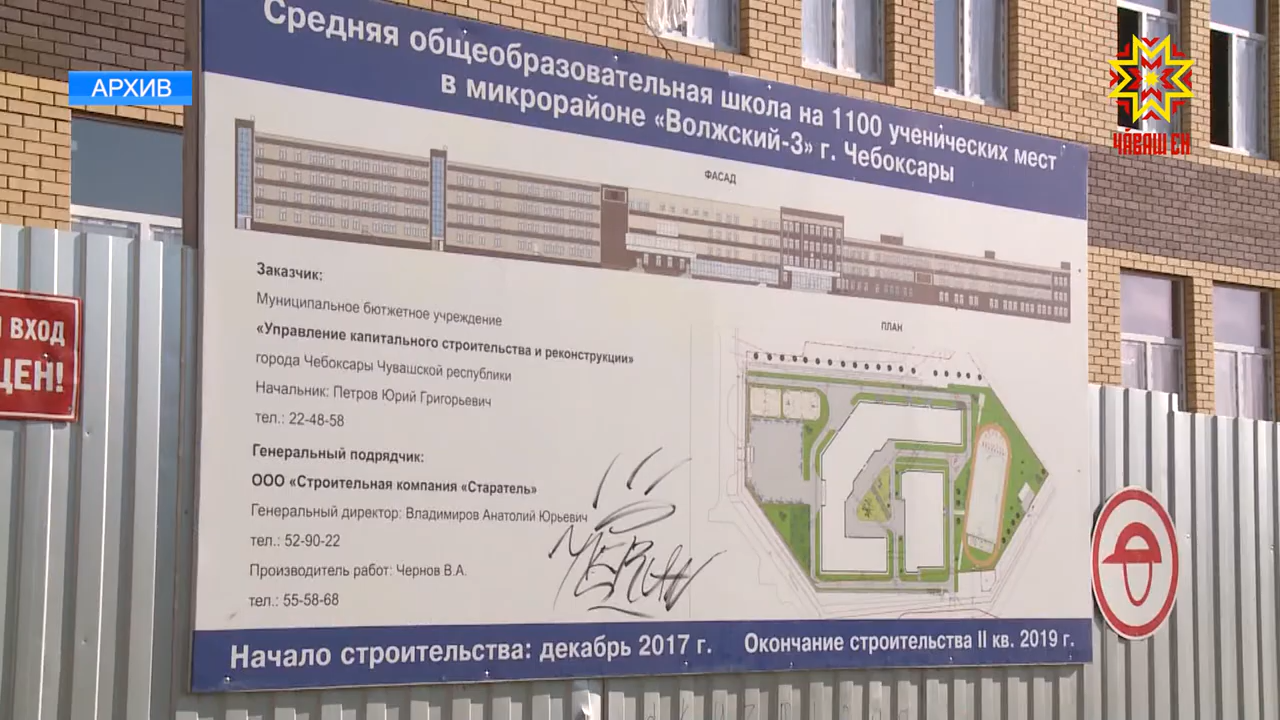 АРХИВ
ЧӐВАШ ЕН
Средняя общеобразовательная школа на 1100 ученических мест
в микрорайоне «Волжский-3» г. Чебоксары
ФАСАД
Заказчик:
Муниципальное бютжетное учреждение
«Управление капитального строительства и реконструкции»
города Чебоксары Чувашской республики
Начальник: Петров Юрий Григорьевич
тел.: 22-48-58
Генеральный подрядчик:
ООО «Строительная компания «Старатель»
Генеральный директор: Владимиров Анатолий Юрьевич
тел.: 52-90-22
Производитель работ: Чернов В.А.
тел.: 55-58-68
ПЛАН
Начало строительства: декабрь 2017 г. Окончание строительства II кв. 2019 г.
ВХОД
ЩЕН!